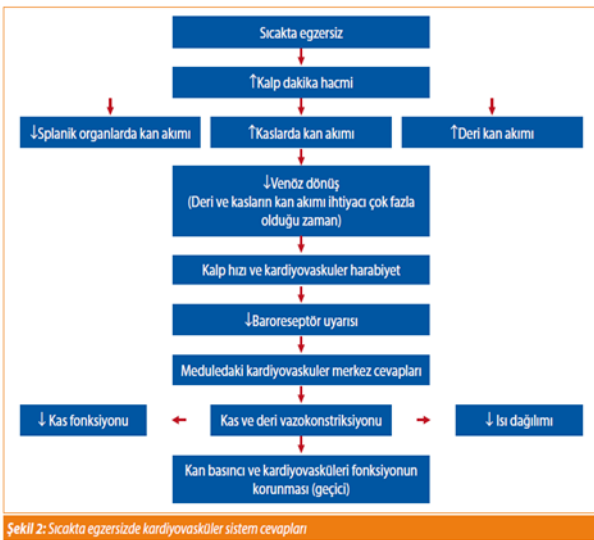 Sıcakta egzersiz
↑Kalp dakika hacmi
↓Splanik organlarda kan akımı
↑Kaslarda kan akımı
↑Deri kan akımı
↓Venöz dönüş
(Deri ve kasların kan akımı ihtiyacı çok fazla
olduğu zaman)
Kalp hızı ve kardiyovaskuler harabiyet
↓Baroreseptör uyarısı
Meduledaki kardiyovaskuler merkez cevapları
↓ Kas fonksiyonu
Kas ve deri vazokonstriksiyonu
↓ Isı dağılımı
Kan basıncı ve kardiyovasküleri fonksiyonun
korunması (geçici)
Şekil 2: Sıcakta egzersizde kardiyovasküler sistem cevapları